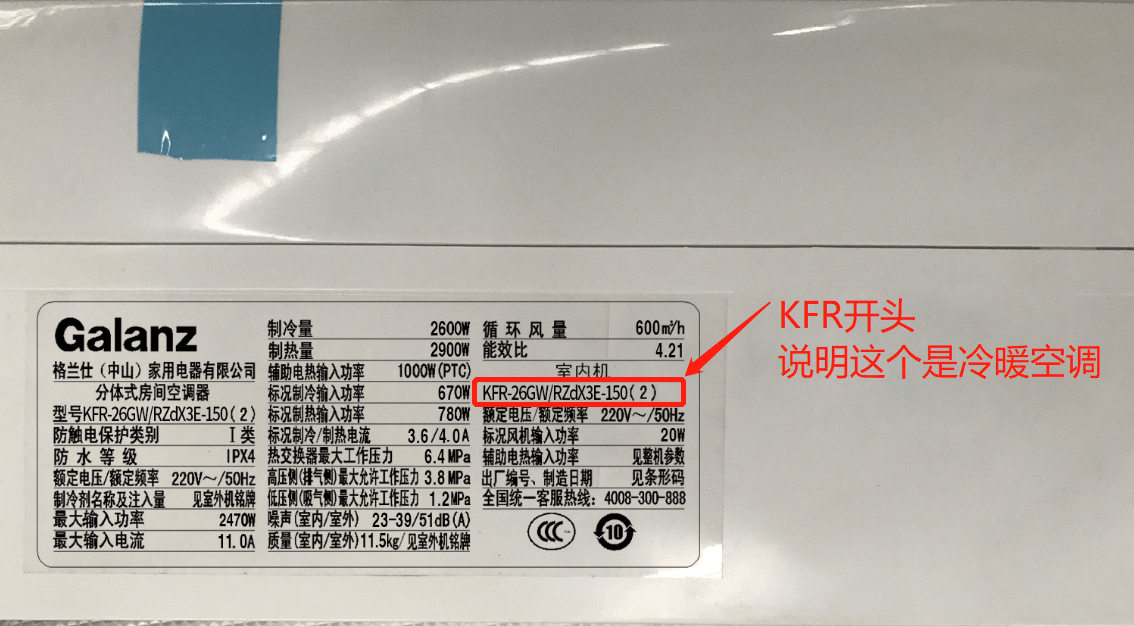 Galanz
格兰仕(中山)家用电器有限公司
分体式房间空调器
型号KFR-26GW/RZdX3E-150(2)
防触电保护类别 I类
防水等级 IPX4
额定电压/额定频率 220V～/50Hz
制冷剂名称及注入量 见室外机铭牌
最大输入功率 2470W
最大输入电流 11.0A
制冷量 2600W
制热量 2900W
辅助电热输入功率 1000W(PTC)
标况制冷输入功率 670W
标况制热输入功率 780W
标况制冷/制热电流 3.6/4.0A
热交换器最大工作压力 6.4MPa
高压侧(排气侧)最大允许工作压力 3.8MPa
低压侧(吸气侧)最大允许工作压力 1.2MPa
噪声(室内/室外) 23-39/51dB(A)
质量(室内/室外)11.5kg/见室外机铭牌
循环风量 600m³/h
能效比 4.21
室内机
KFR-26GW/RZdX3E-150(2)
额定电压/额定频率 220V～/50Hz
标况风机输入功率 20W
辅助电热输入功率 见整机参数
出厂编号、制造日期 见条形码
全国统一客服热线：4008-300-888
CCC
10
KFR开头
说明这个是冷暖空调